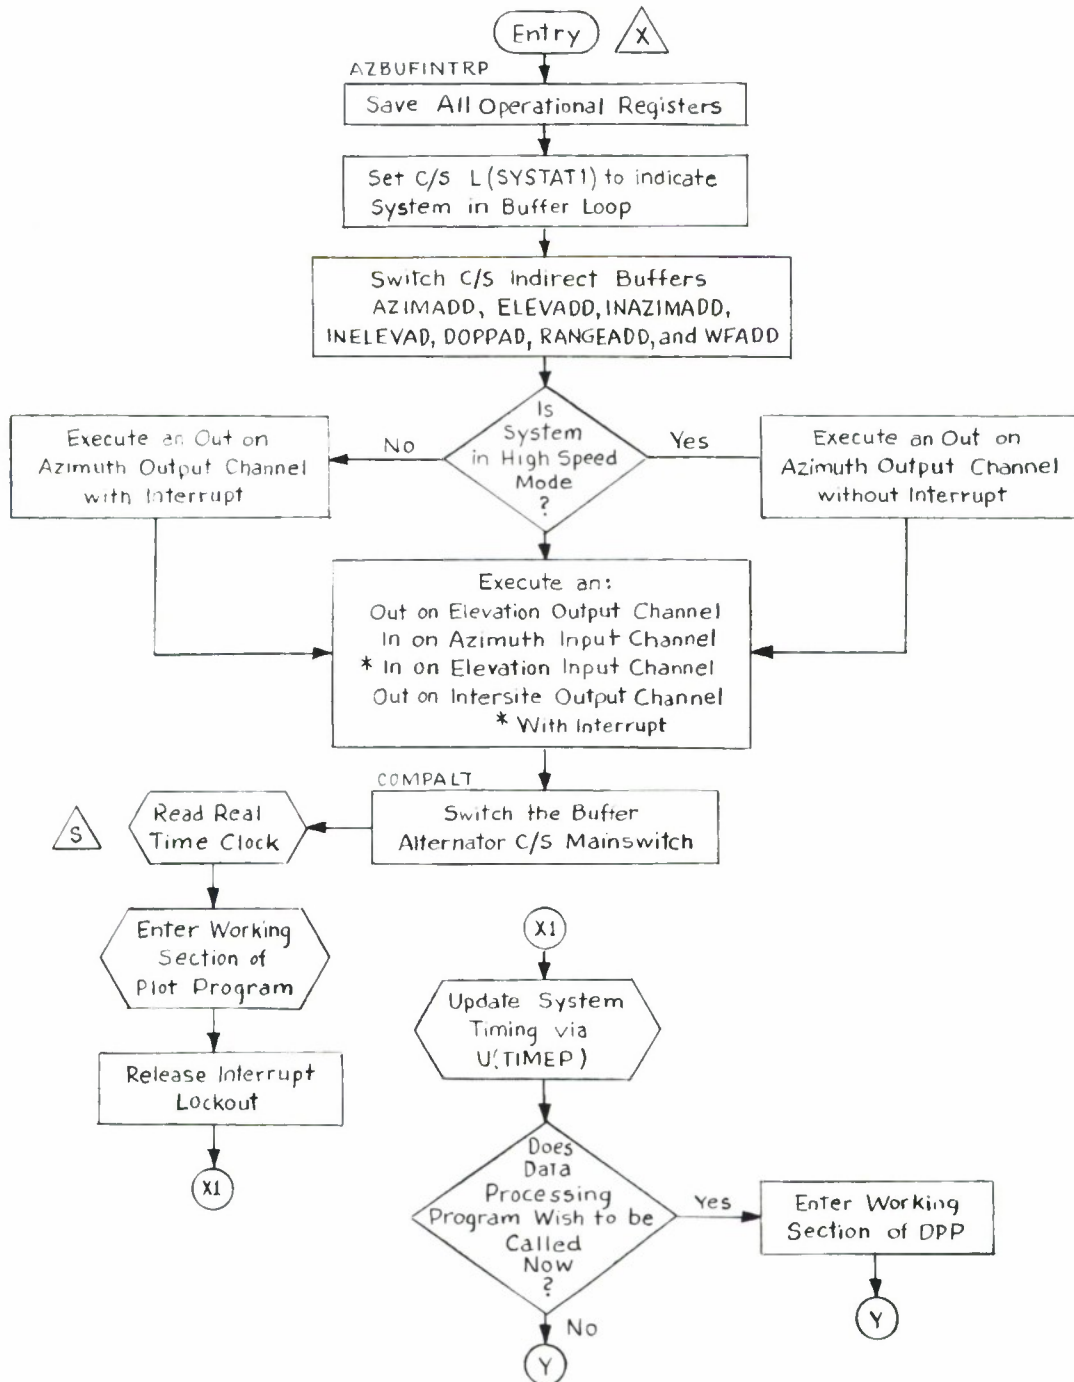 Entry
X
AZBUFINTRP
Save All Operational Registers
Set C/S L(SYSTAT1) to indicate
System in Buffer Loop
Switch C/S Indirect Buffers
AZIMADD, ELEVADD, INAZIMADD,
INELEVAD, DOPPAD, RANGEADD, and WFADD
Is
System
in High Speed
Mode
?
No
Yes
Execute an Out on
Azimuth Output Channel
with Interrupt
Execute an Out on
Azimuth Output Channel
without Interrupt
Execute an:
Out on Elevation Output Channel
In on Azimuth Input Channel
* In on Elevation Input Channel
Out on Intersite Output Channel
* With Interrupt
COMPALT
Switch the Buffer
Alternator C/S Mainswitch
S
Read Real
Time Clock
Enter Working
Section of
Plot Program
Release Interrupt
Lockout
X1
X1
Update System
Timing via
U(TIMEP)
Does
Data
Processing
Program Wish to be
Called
Now
?
Yes
Enter Working
Section of DPP
Y
No
Y